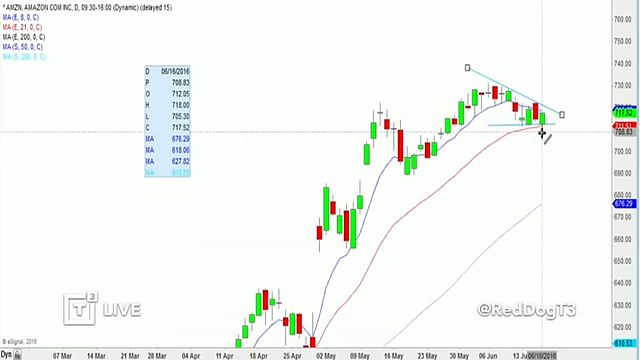 *AMZN, AMAZON COM INC, D, 09:30-16:00 (Dynamic) (delayed 15)
MA (E, 8, 0, C)
MA (E, 21, 0, C)
MA (E, 200, 0, C)
MA (S, 50, 0, C)
MA (S, 200, 0, C)
D 06/16/2016
P 708.83
O 712.05
H 718.00
L 705.30
C 717.52
MA 676.29
MA 618.06
MA 627.82
760.00
750.00
740.00
730.00
717.52
708.83
700.00
690.00
676.29
670.00
660.00
650.00
640.00
630.00
620.00
610.53
T3 LIVE
@RedDogT3
© eSignal, 2016
Dyn
07 Mar
14 Mar
21 Mar
28 Mar
04 Apr
11 Apr
18 Apr
25 Apr
02 May
09 May
16 May
23 May
30 May
06 Jun
06/16/2016